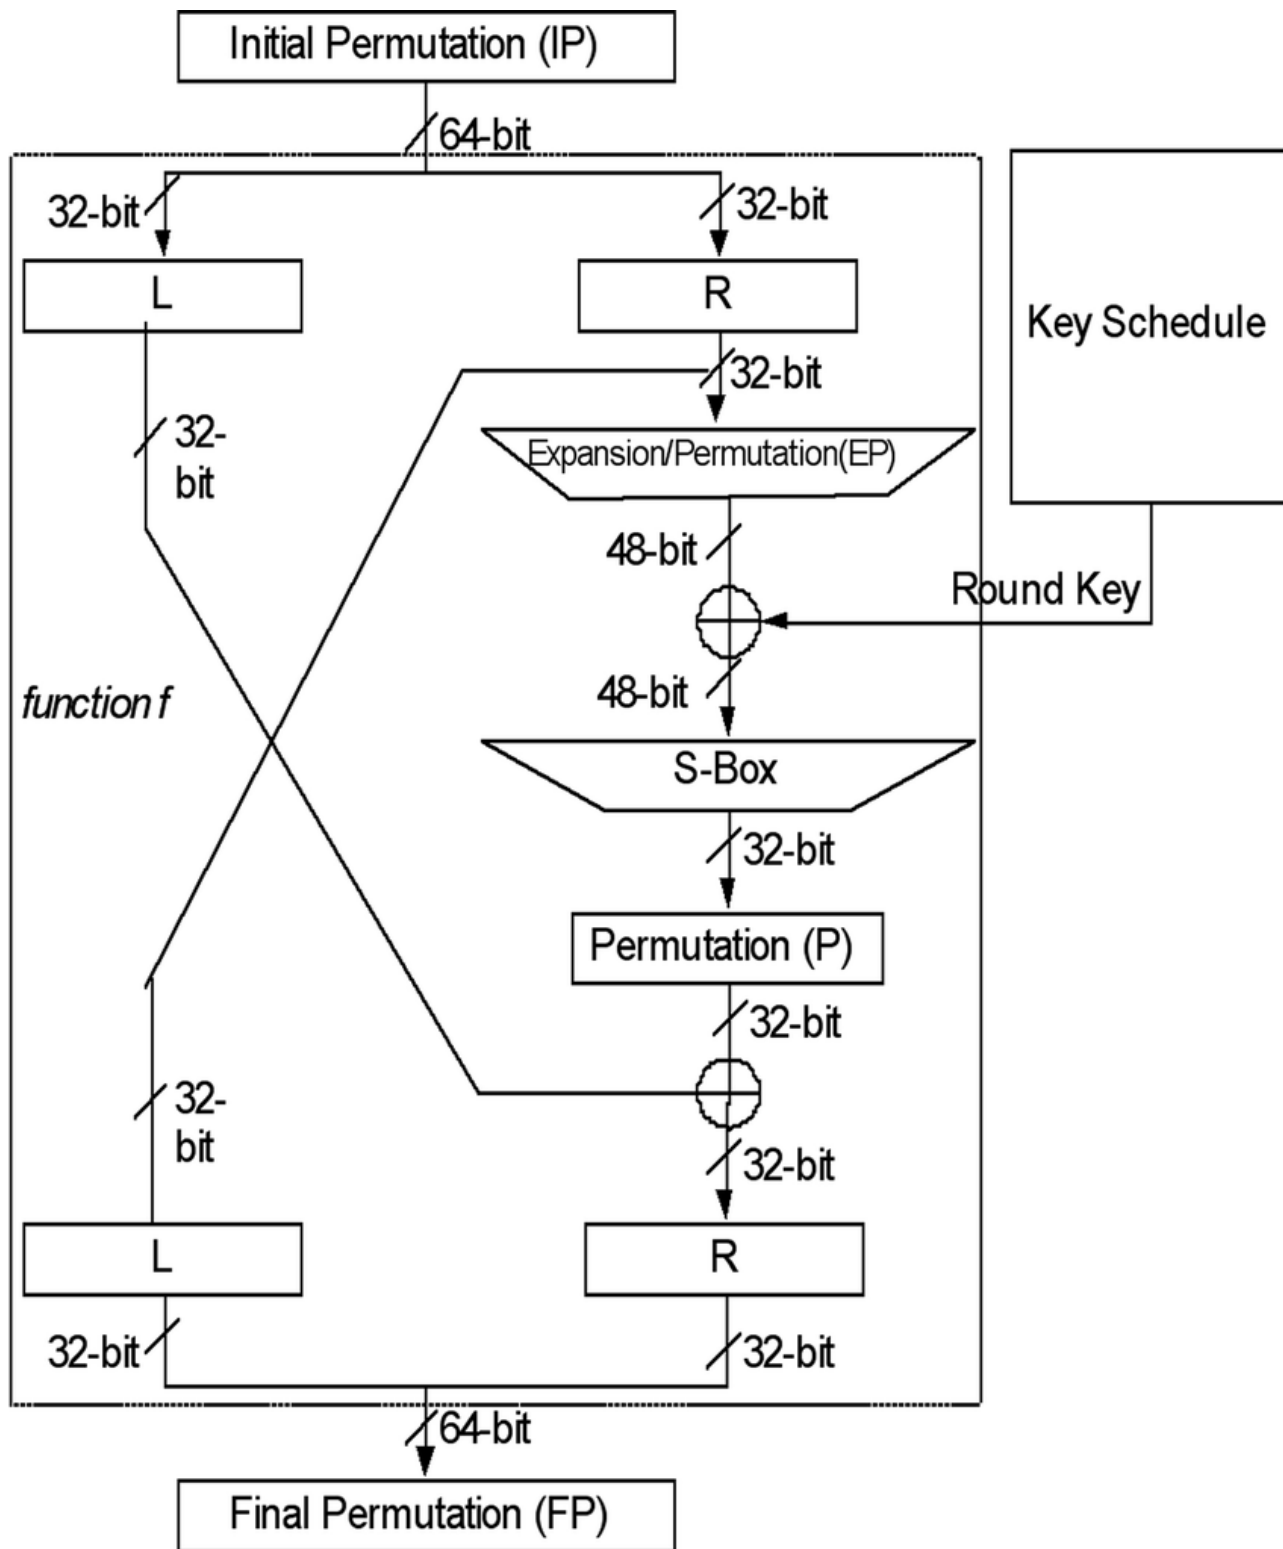 Initial Permutation (IP)
64-bit
32-bit
32-bit
L
R
Key Schedule
32-bit
32-
bit
Expansion/Permutation(EP)
48-bit
Round Key
48-bit
function f
S-Box
32-bit
Permutation (P)
32-bit
32-
bit
32-bit
L
R
32-bit
32-bit
64-bit
Final Permutation (FP)